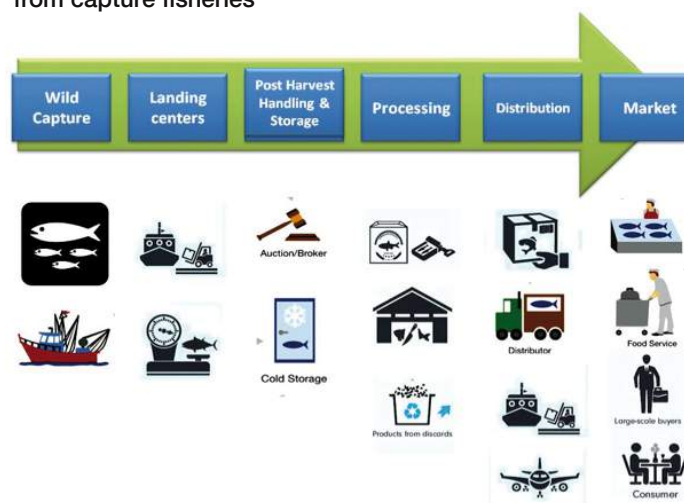 from capture fisheries
Wild
Capture
Landing
centers
Post Harvest
Handling &
Storage
Processing
Distribution
Market
Auction/Broker
Cold Storage
Products from discards
Distributor
Food Service
Large-scale buyers
Consumer